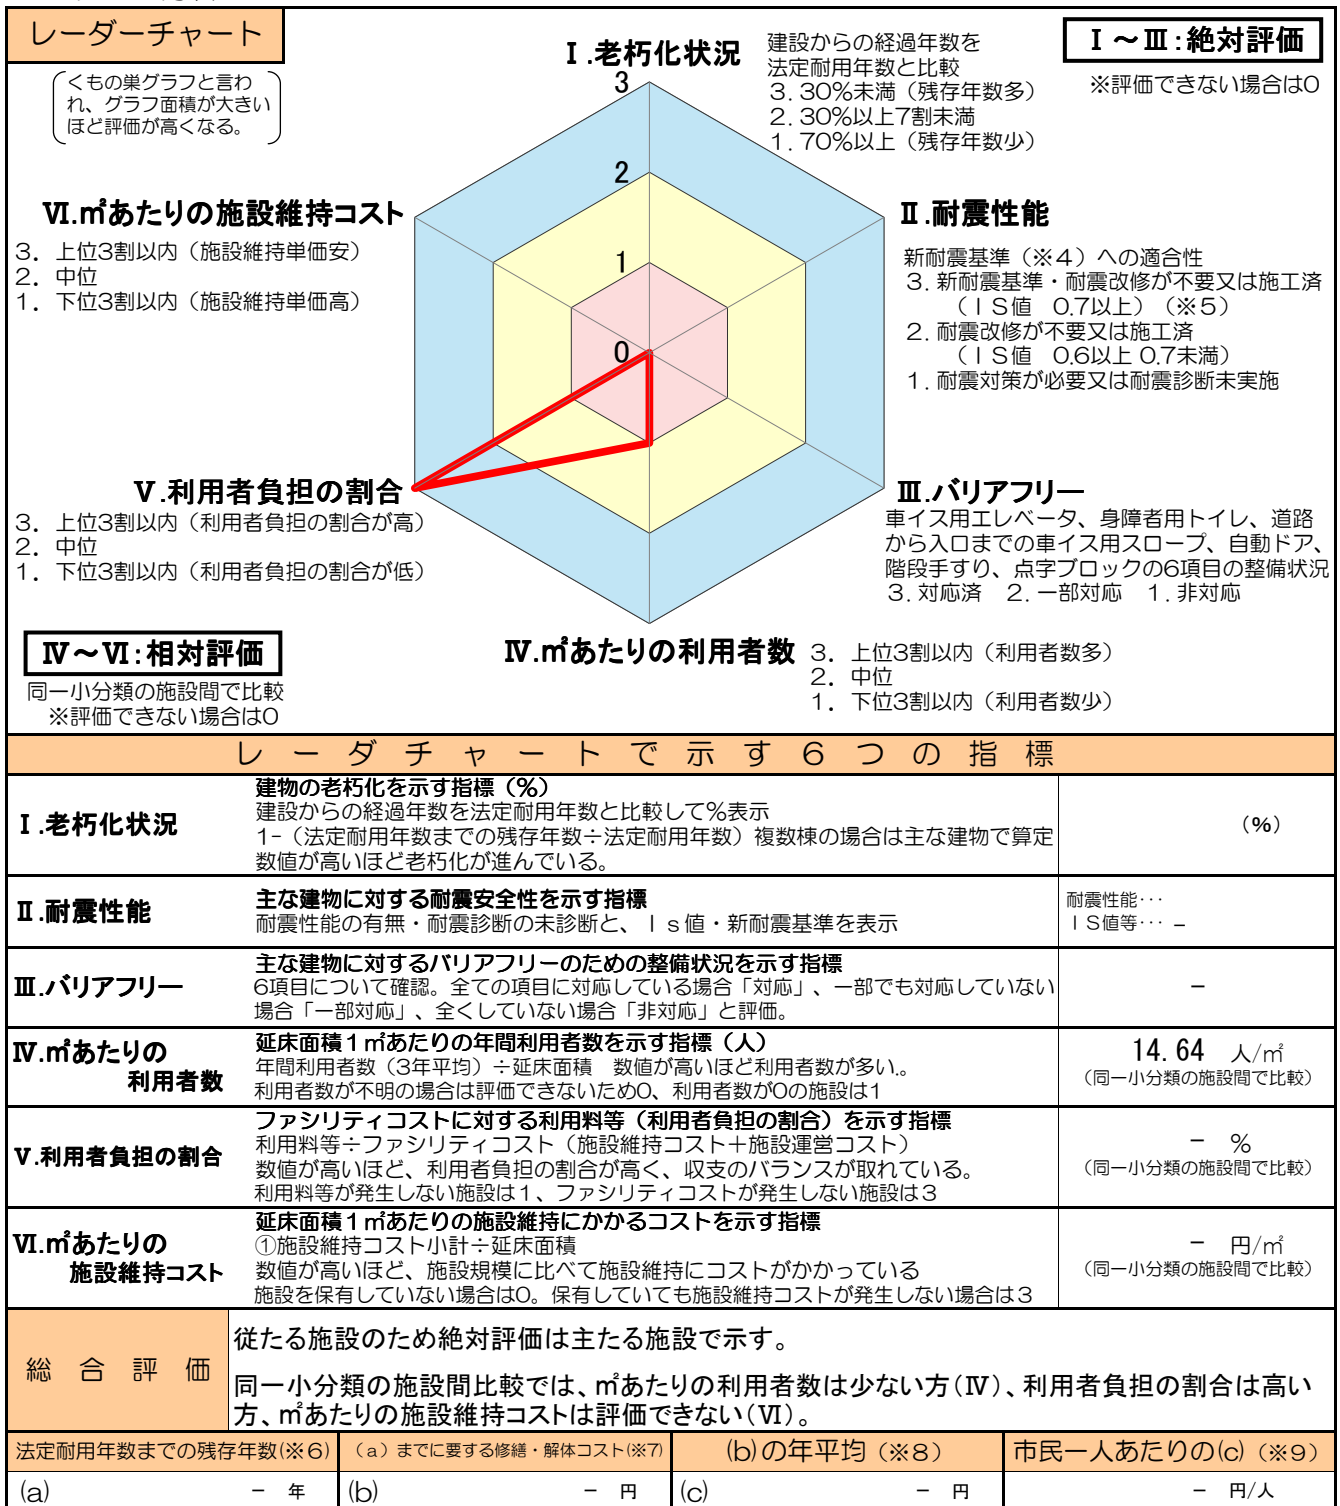 レーダーチャート
くもの巣グラフと言わ
れ、グラフ面積が大きい
ほど評価が高くなる。
Ⅰ～Ⅲ:絶対評価
※評価できない場合は0
Ⅰ.老朽化状況
建設からの経過年数を
法定耐用年数と比較
3. 30%未満（残存年数多）
2. 30%以上7割未満
1. 70%以上（残存年数少）
3
2
1
0
Ⅵ.㎡あたりの施設維持コスト
3. 上位3割以内（施設維持単価安）
2. 中位
1. 下位3割以内（施設維持単価高）
Ⅱ.耐震性能
新耐震基準（※4）への適合性
3. 新耐震基準・耐震改修が不要又は施工済
（ＩＳ値 0.7以上）（※5）
2. 耐震改修が不要又は施工済
（ＩＳ値 0.6以上 0.7未満）
1. 耐震対策が必要又は耐震診断未実施
Ⅴ.利用者負担の割合
3. 上位3割以内（利用者負担の割合が高）
2. 中位
1. 下位3割以内（利用者負担の割合が低）
Ⅲ.バリアフリー
車イス用エレベータ、身障者用トイレ、道路
から入口までの車イス用スロープ、自動ドア、
階段手すり、点字ブロックの6項目の整備状況
3. 対応済 2. 一部対応 1. 非対応
Ⅳ～Ⅵ:相対評価
同一小分類の施設間で比較
※評価できない場合は0
Ⅳ.㎡あたりの利用者数
3. 上位3割以内（利用者数多）
2. 中位
1. 下位3割以内（利用者数少）
レーダチャートで示す６つの指標
Ⅰ.老朽化状況
建物の老朽化を示す指標（%）
建設からの経過年数を法定耐用年数と比較して%表示
1-（法定耐用年数までの残存年数÷法定耐用年数）複数棟の場合は主な建物で算定
数値が高いほど老朽化が進んでいる。
（%）
Ⅱ.耐震性能
主な建物に対する耐震安全性を示す指標
耐震性能の有無・耐震診断の未診断と、Ｉｓ値・新耐震基準を表示
耐震性能･･･
ＩＳ値等･･･ －
Ⅲ.バリアフリー
主な建物に対するバリアフリーのための整備状況を示す指標
6項目について確認。全ての項目に対応している場合「対応」、一部でも対応していない
場合「一部対応」、全くしていない場合「非対応」と評価。
－
Ⅳ.㎡あたりの
利用者数
延床面積１㎡あたりの年間利用者数を示す指標（人）
年間利用者数（3年平均）÷延床面積 数値が高いほど利用者数が多い。
利用者数が不明の場合は評価できないため0、利用者数が0の施設は1
14.64 人/㎡
（同一小分類の施設間で比較）
Ⅴ.利用者負担の割合
ファシリティコストに対する利用料等（利用者負担の割合）を示す指標
利用料等÷ファシリティコスト（施設維持コスト＋施設運営コスト）
数値が高いほど、利用者負担の割合が高く、収支のバランスが取れている。
利用料等が発生しない施設は１、ファシリティコストが発生しない施設は３
－ %
（同一小分類の施設間で比較）
Ⅵ.㎡あたりの
施設維持コスト
延床面積１㎡あたりの施設維持にかかるコストを示す指標
①施設維持コスト小計÷延床面積
数値が高いほど、施設規模に比べて施設維持にコストがかかっている
施設を保有していない場合は0。保有していても施設維持コストが発生しない場合は３
－ 円/㎡
（同一小分類の施設間で比較）
総合評価
従たる施設のため絶対評価は主たる施設で示す。
同一小分類の施設間比較では、㎡あたりの利用者数は少ない方（Ⅳ）、利用者負担の割合は高い
方、㎡あたりの施設維持コストは評価できない（Ⅵ）。
法定耐用年数までの残存年数(※6)
（a）までに要する修繕・解体コスト(※7)
(b)の年平均（※8）
市民一人あたりの(c)（※9）
(a) － 年
(b) － 円
(c) － 円
－ 円/人